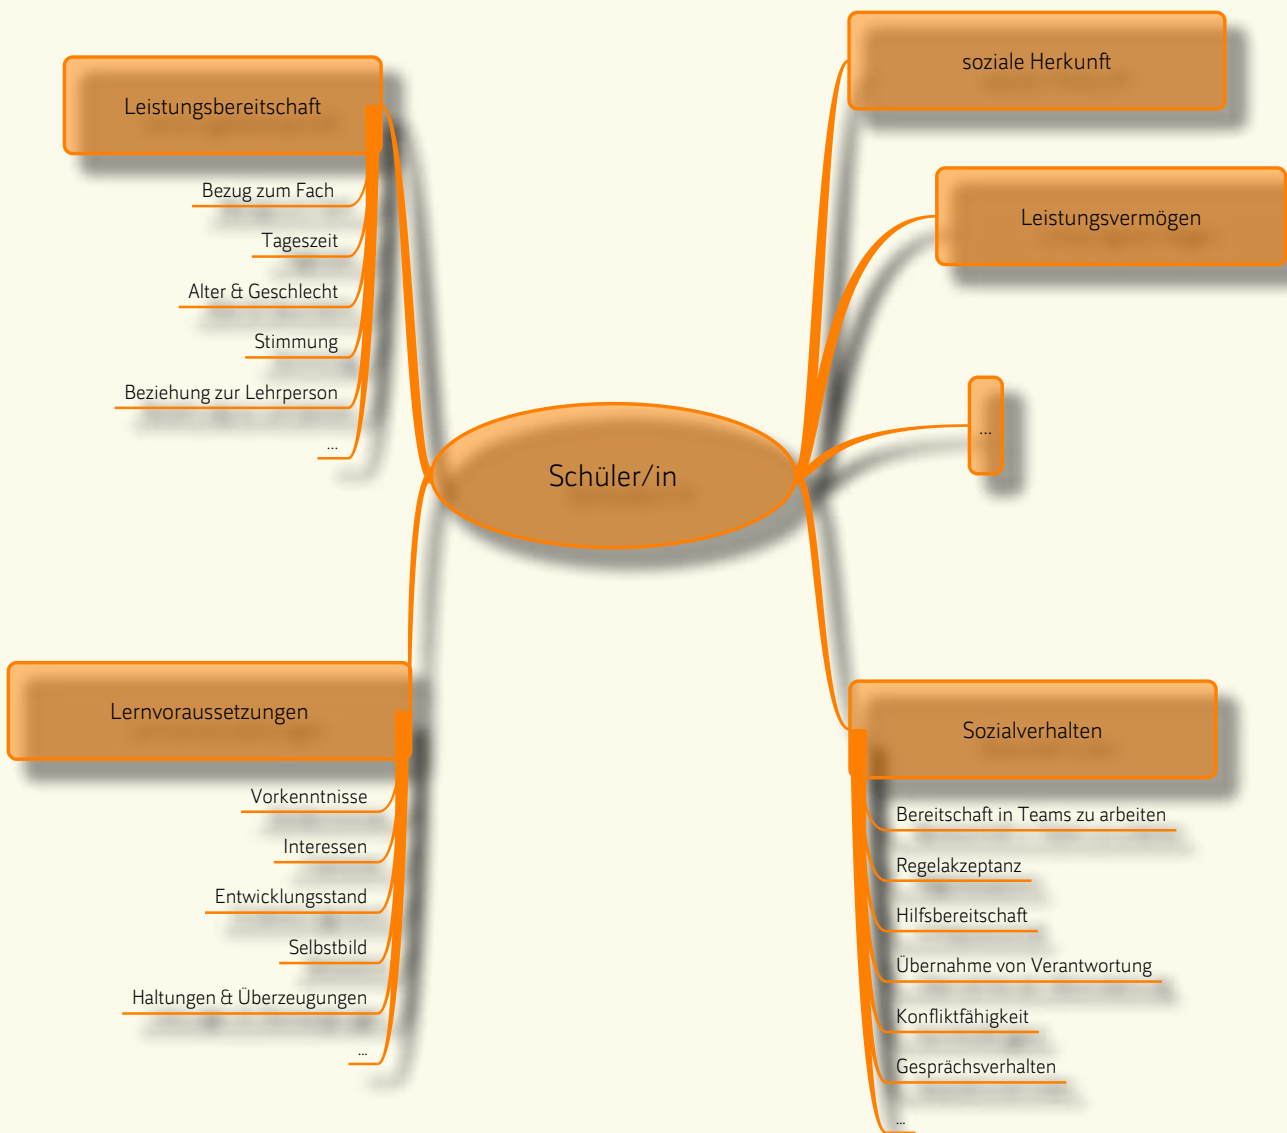 Leistungsbereitschaft
Bezug zum Fach
Tageszeit
Alter & Geschlecht
Stimmung
Beziehung zur Lehrperson
...
Lernvoraussetzungen
Vorkenntnisse
Interessen
Entwicklungsstand
Selbstbild
Haltungen & Überzeugungen
...
Schüler/in
soziale Herkunft
Leistungsvermögen
...
Sozialverhalten
Bereitschaft in Teams zu arbeiten
Regelakzeptanz
Hilfsbereitschaft
Übernahme von Verantwortung
Konfliktfähigkeit
Gesprächsverhalten
...